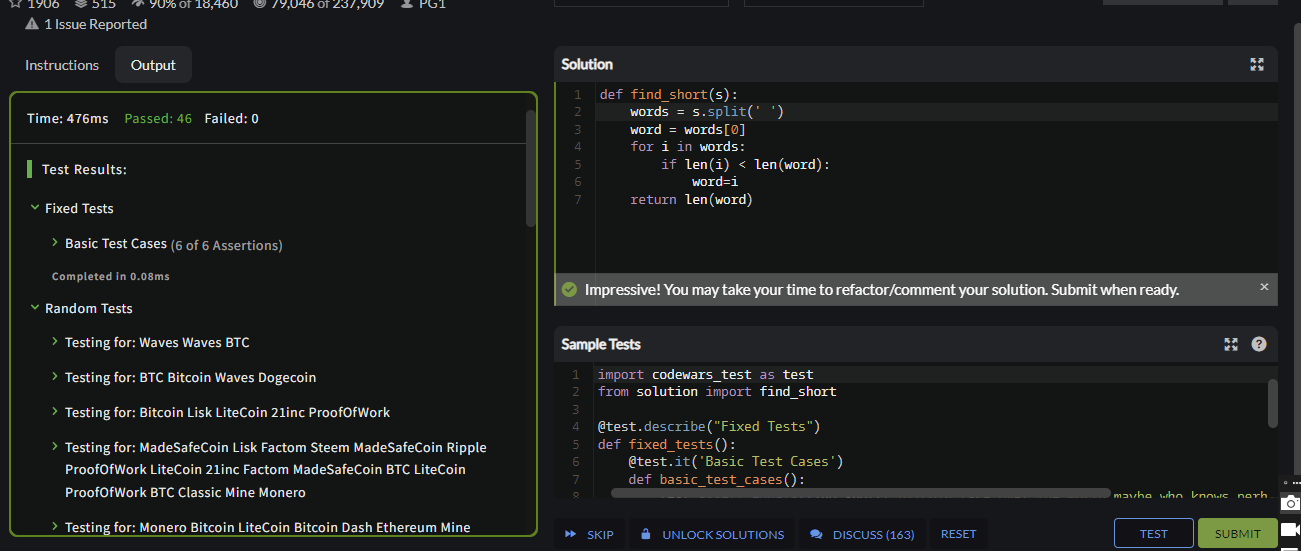 1906 515 90% of 18,460 79,046 of 237,909 PG1
1 Issue Reported
Instructions Output
Time: 476ms Passed: 46 Failed: 0
Test Results:
Fixed Tests
Basic Test Cases (6 of 6 Assertions)
Completed in 0.08ms
Random Tests
Testing for: Waves Waves BTC
Testing for: BTC Bitcoin Waves Dogecoin
Testing for: Bitcoin Lisk LiteCoin 21inc ProofOfWork
Testing for: MadeSafeCoin Lisk Factom Steem MadeSafeCoin Ripple
ProofOfWork LiteCoin 21inc Factom MadeSafeCoin BTC LiteCoin
ProofOfWork BTC Classic Mine Monero
Testing for: Monero Bitcoin LiteCoin Bitcoin Dash Ethereum Mine
Solution
1 def find_short(s):
2 words = s.split(' ')
3 word = words[0]
4 for i in words:
5 if len(i) < len(word):
6 word=i
7 return len(word)
Impressive! You may take your time to refactor/comment your solution. Submit when ready.
Sample Tests
1 import codewars_test as test
2 from solution import find_short
3
4 @test.describe("Fixed Tests")
5 def fixed_tests():
6 @test.it('Basic Test Cases')
7 def basic_test_cases():
8 maybe who knows perh
SKIP UNLOCK SOLUTIONS DISCUSS (163) RESET TEST SUBMIT